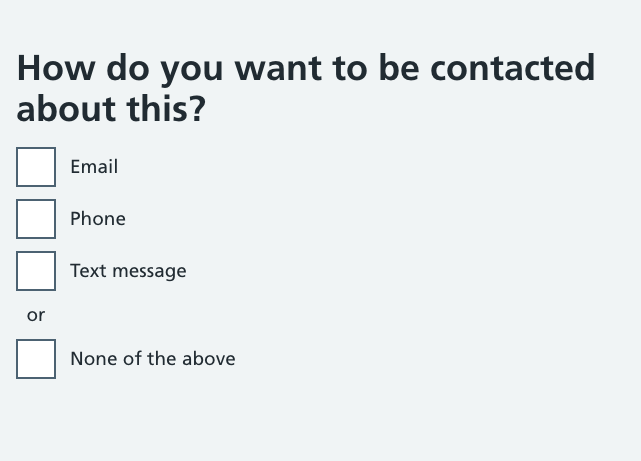 How do you want to be contacted
about this?
Email
Phone
Text message
or
None of the above